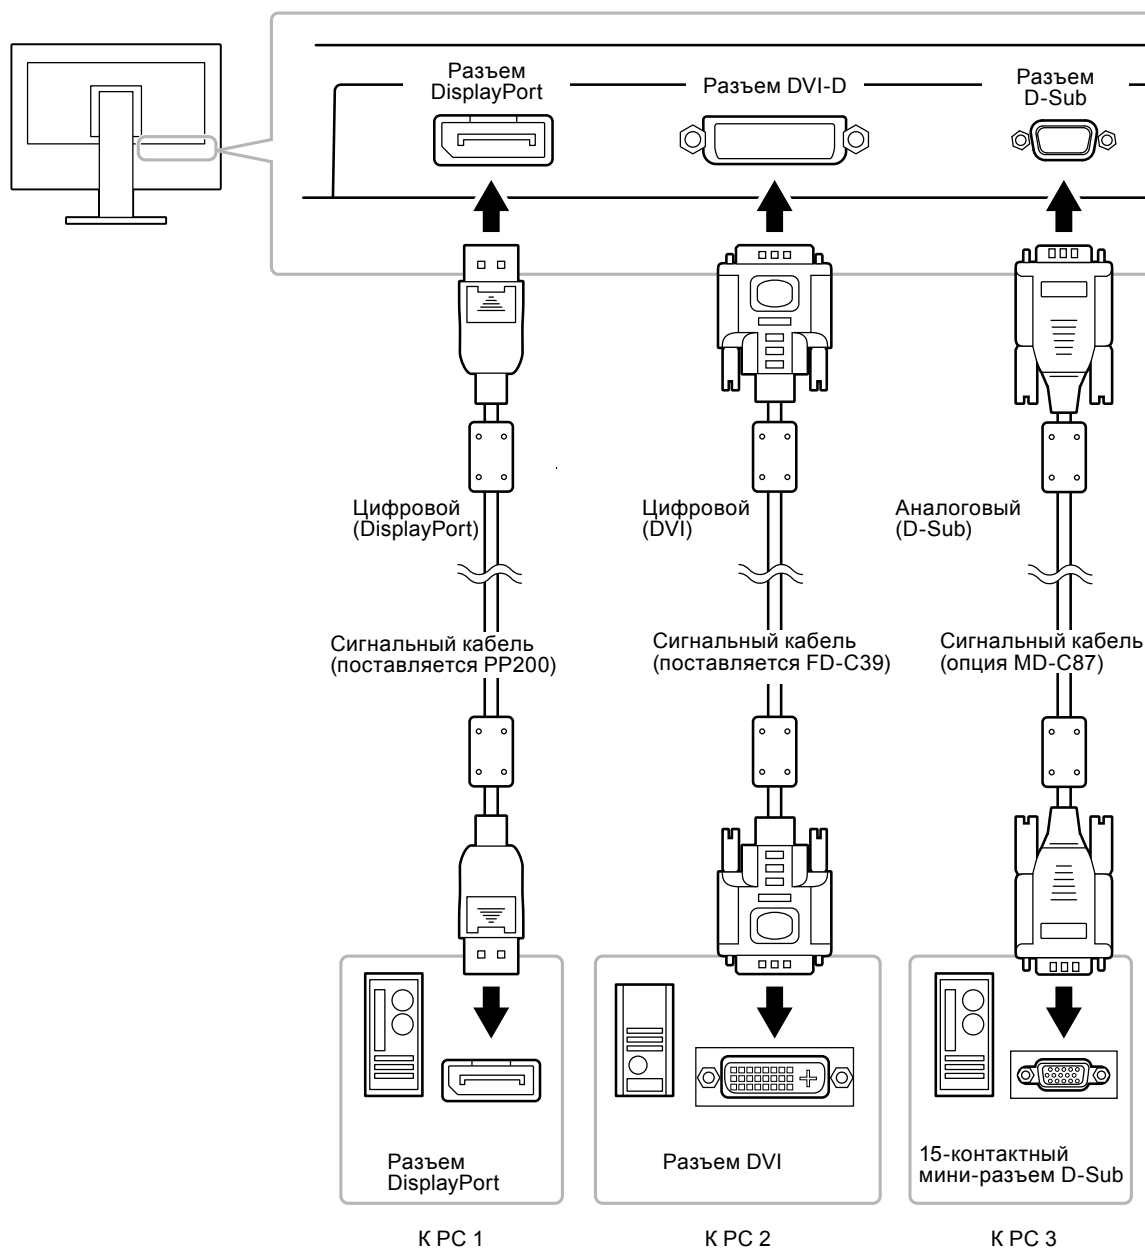 Разъем
DisplayPort
Разъем DVI-D
Разъем
D-Sub
Цифровой
(DisplayPort)
Цифровой
(DVI)
Аналоговый
(D-Sub)
Сигнальный кабель
(поставляется PP200)
Сигнальный кабель
(поставляется FD-C39)
Сигнальный кабель
(опция MD-C87)
Разъем
DisplayPort
Разъем DVI
15-контактный
мини-разъем D-Sub
К PC 1
К PC 2
К PC 3